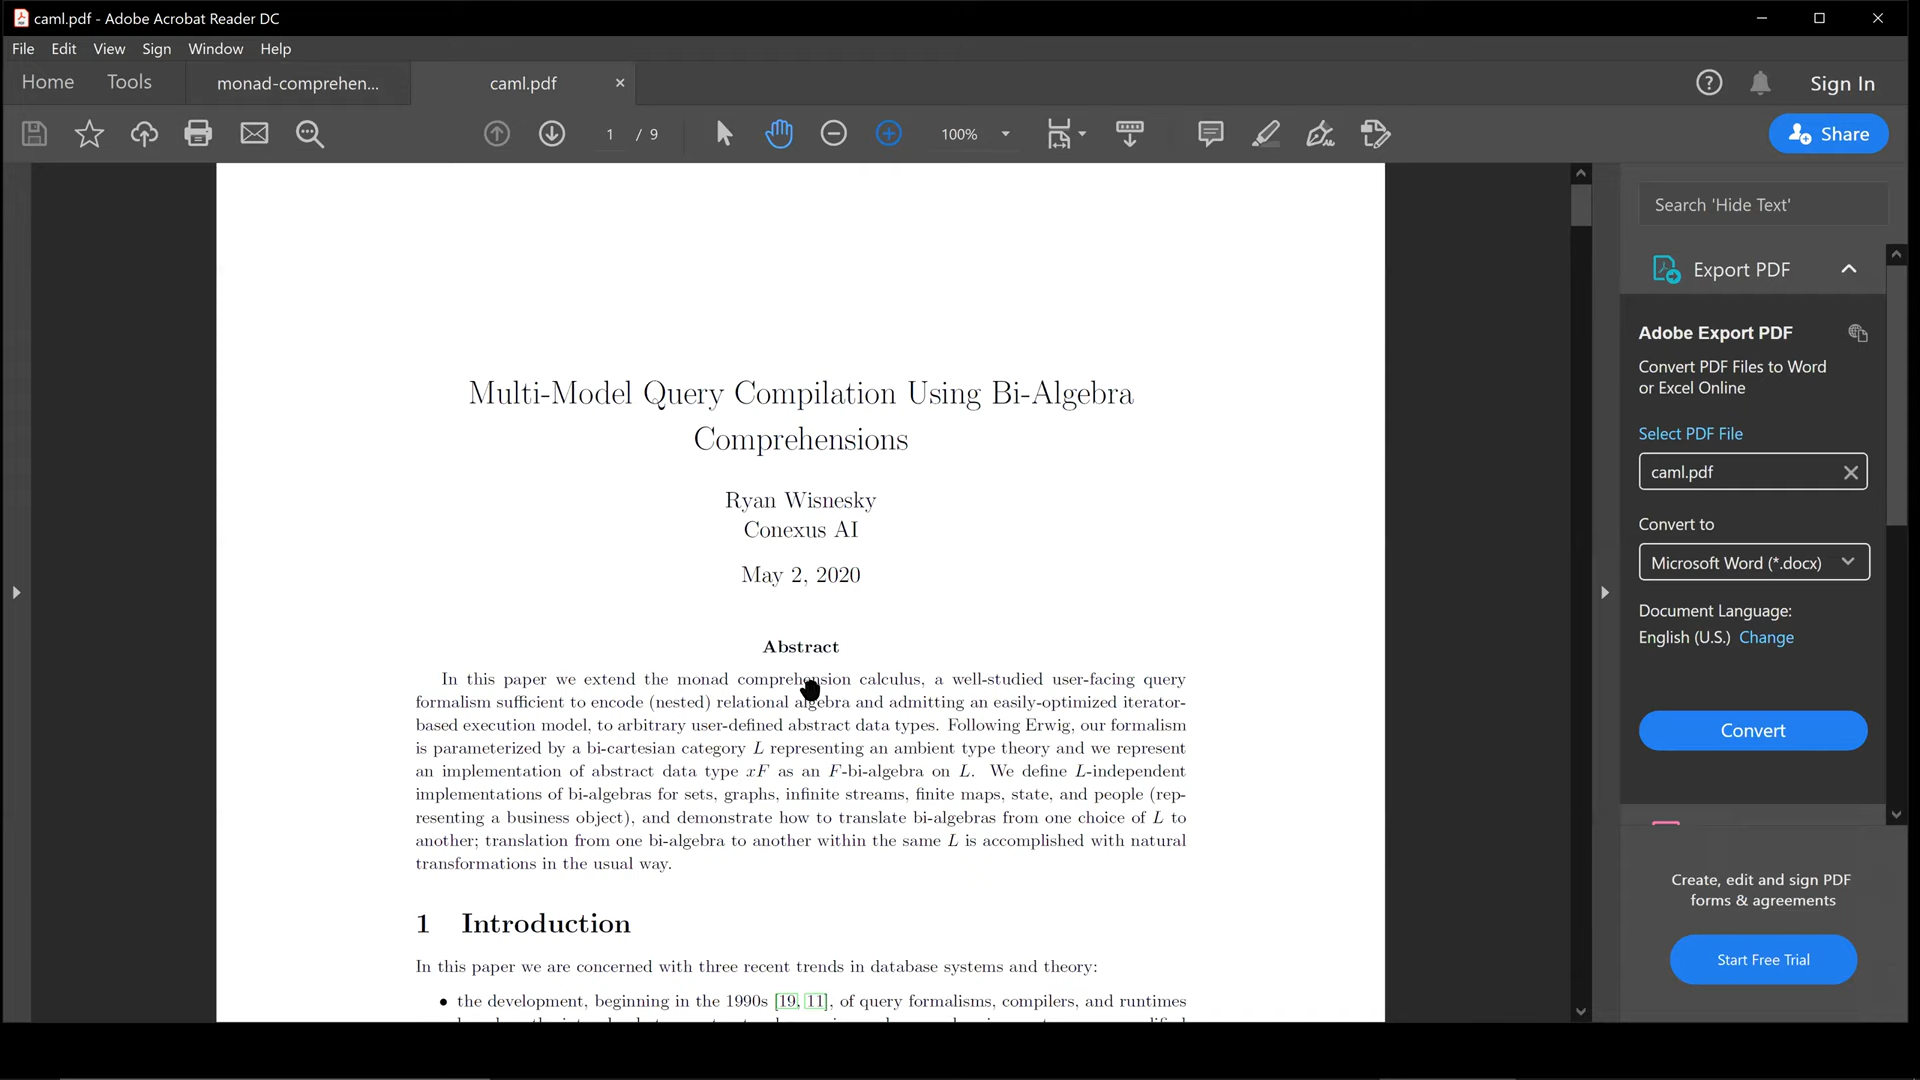 caml.pdf - Adobe Acrobat Reader DC
File Edit View Sign Window Help
Home Tools monad-comprehen... caml.pdf Sign In
1 / 9 100% Share
Multi-Model Query Compilation Using Bi-Algebra
Comprehensions
Ryan Wisnesky
Conexus AI
May 2, 2020
Abstract
In this paper we extend the monad comprehension calculus, a well-studied user-facing query
formalism sufficient to encode (nested) relational algebra and admitting an easily-optimized iterator-
based execution model, to arbitrary user-defined abstract data types. Following Erwig, our formalism
is parameterized by a bi-cartesian category L representing an ambient type theory and we represent
an implementation of abstract data type xF as an F-bi-algebra on L. We define L-independent
implementations of bi-algebras for sets, graphs, infinite streams, finite maps, state, and people (rep-
resenting a business object), and demonstrate how to translate bi-algebras from one choice of L to
another; translation from one bi-algebra to another within the same L is accomplished with natural
transformations in the usual way.
1 Introduction
In this paper we are concerned with three recent trends in database systems and theory:
• the development, beginning in the 1990s [19, 11], of query formalisms, compilers, and runtimes
Search 'Hide Text'
Export PDF
Adobe Export PDF
Convert PDF Files to Word
or Excel Online
Select PDF File
caml.pdf
Convert to
Microsoft Word (*.docx)
Document Language:
English (U.S.) Change
Convert
Create, edit and sign PDF
forms & agreements
Start Free Trial